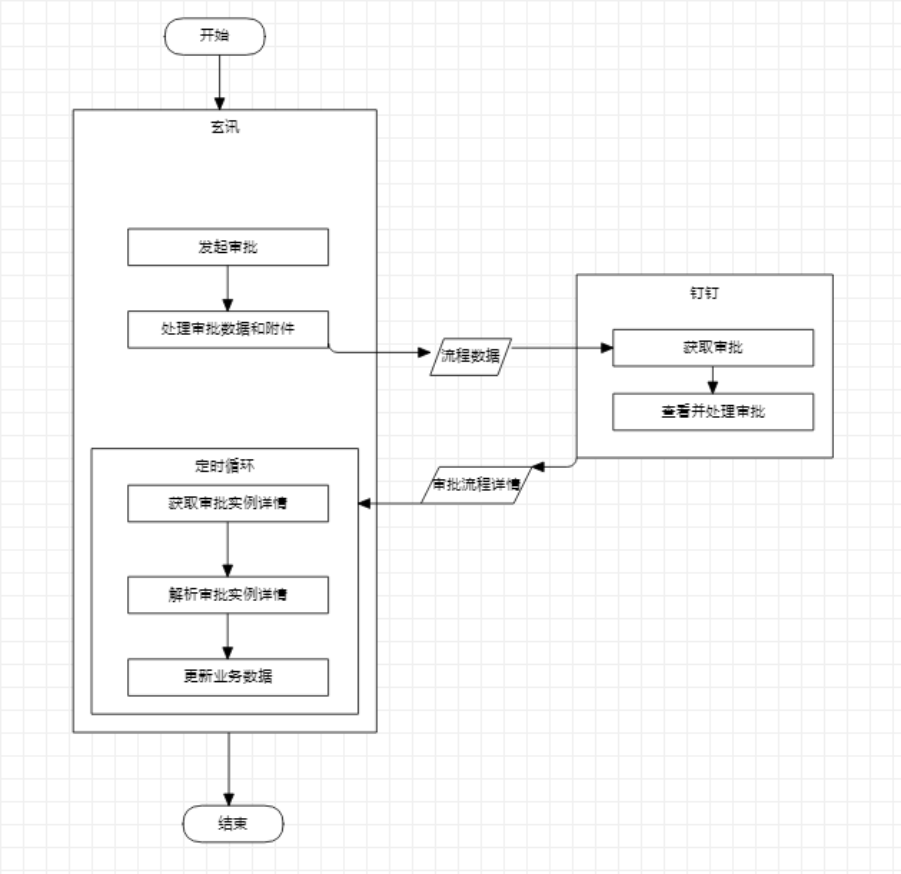 开始
玄讯
发起审批
处理审批数据和附件
流程数据
钉钉
获取审批
查看并处理审批
审批流程详情
定时循环
获取审批实例详情
解析审批实例详情
更新业务数据
结束